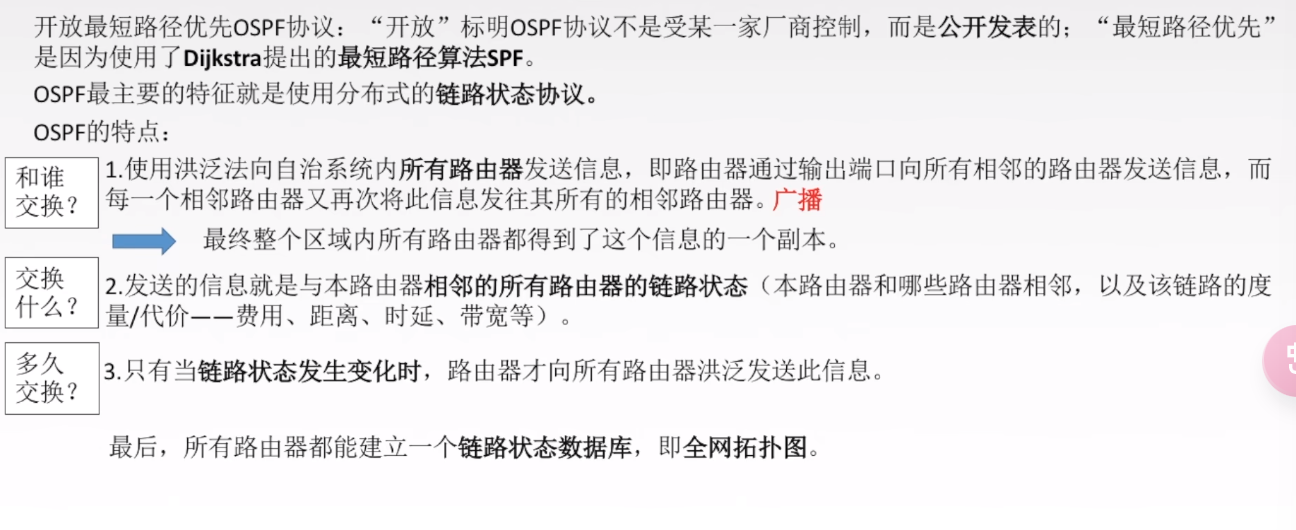 开放最短路径优先OSPF协议：“开放”标明OSPF协议不是受某一家厂商控制，而是公开发表的；“最短路径优先”
是因为使用了Dijkstra提出的最短路径算法SPF。
OSPF最主要的特征就是使用分布式的链路状态协议。
OSPF的特点：
和谁
交换？
1.使用洪泛法向自治系统内所有路由器发送信息，即路由器通过输出端口向所有相邻的路由器发送信息，而
每一个相邻路由器又再次将此信息发往其所有的相邻路由器。广播
最终整个区域内所有路由器都得到了这个信息的一个副本。
交换
什么？
2.发送的信息就是与本路由器相邻的所有路由器的链路状态（本路由器和哪些路由器相邻，以及该链路的度
量/代价——费用、距离、时延、带宽等）。
多久
交换？
3.只有当链路状态发生变化时，路由器才向所有路由器洪泛发送此信息。
最后，所有路由器都能建立一个链路状态数据库，即全网拓扑图。